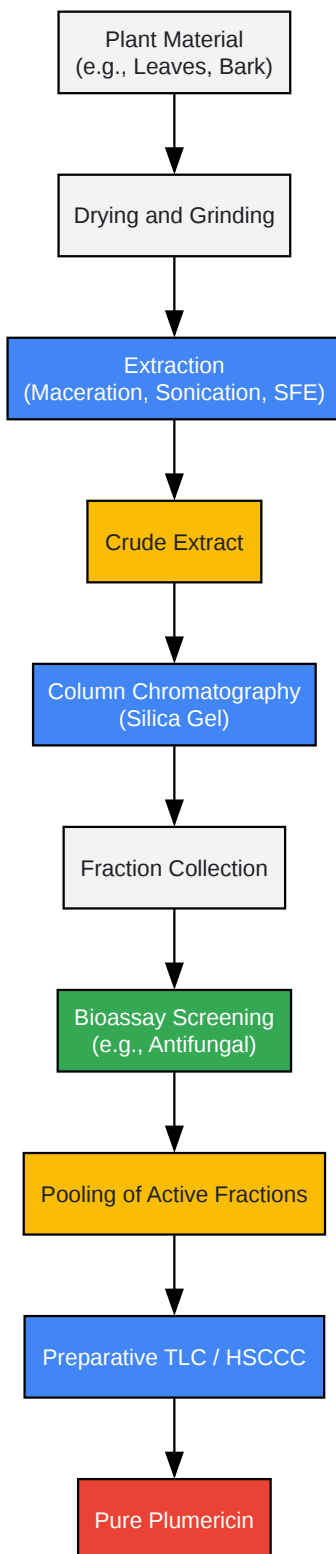 Plant Material
(e.g., Leaves, Bark)
Drying and Grinding
Extraction
(Maceration, Sonication, SFE)
Crude Extract
Column Chromatography
(Silica Gel)
Fraction Collection
Bioassay Screening
(e.g., Antifungal)
Pooling of Active Fractions
Preparative TLC / HSCCC
Pure Plumericin